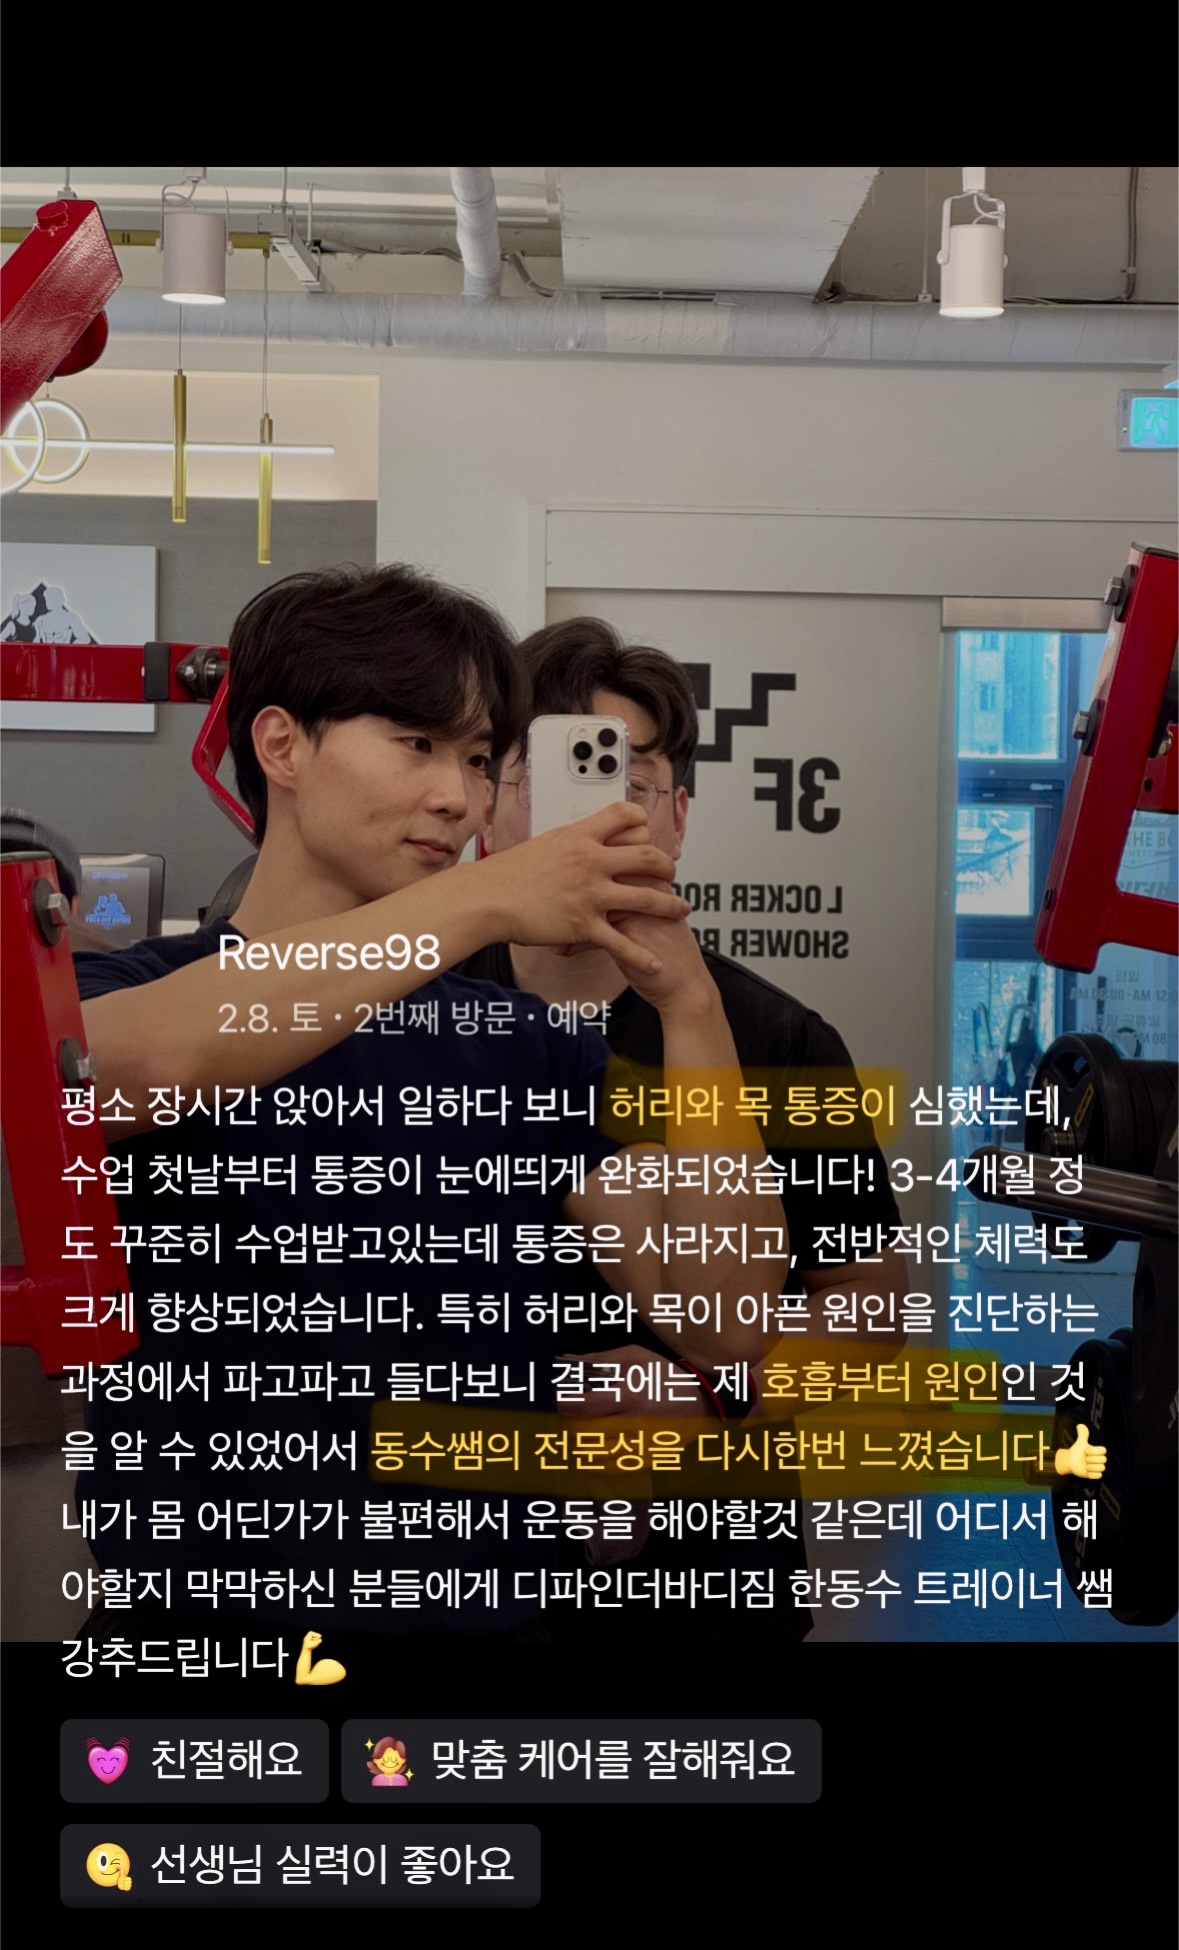 3F
LOCKER ROO
SHOWER RO
Reverse98
2.8. 토 · 2번째 방문 · 예약
평소 장시간 앉아서 일하다 보니 허리와 목 통증이 심했는데,
수업 첫날부터 통증이 눈에띄게 완화되었습니다! 3-4개월 정
도 꾸준히 수업받고있는데 통증은 사라지고, 전반적인 체력도
크게 향상되었습니다. 특히 허리와 목이 아픈 원인을 진단하는
과정에서 파고파고 들다보니 결국에는 제 호흡부터 원인인 것
을 알 수 있었어서 동수쌤의 전문성을 다시한번 느꼈습니다👍
내가 몸 어딘가가 불편해서 운동을 해야할것 같은데 어디서 해
야할지 막막하신 분들에게 디파인더바디짐 한동수 트레이너 쌤
강추드립니다💪
친절해요
맞춤 케어를 잘해줘요
선생님 실력이 좋아요